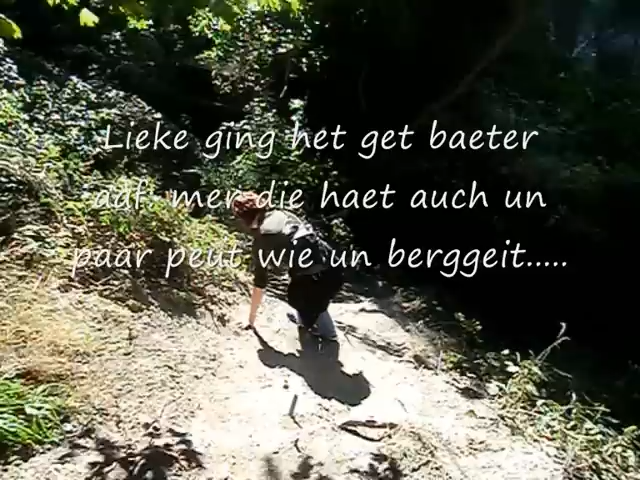 Lieke ging het get baeter
aaf. mer die haet auch un
paar peut wie un berggeit.....